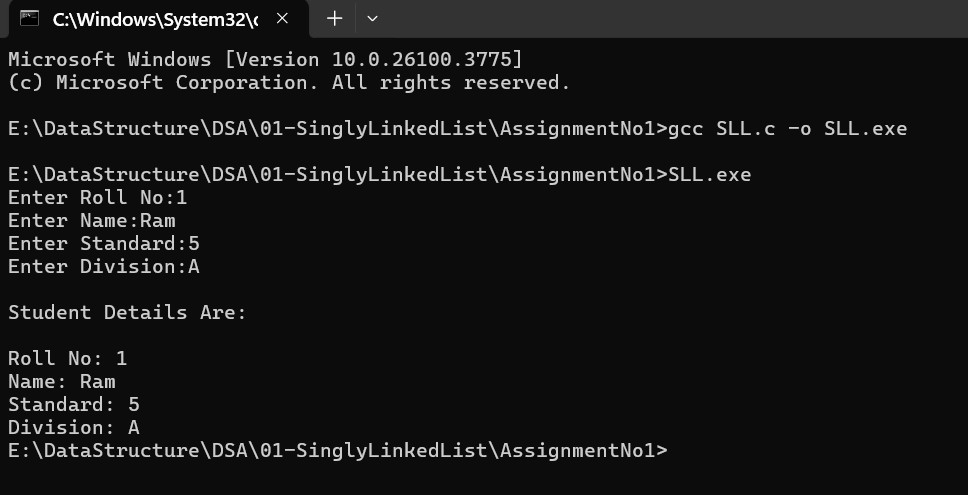 C:\Windows\System32\c
Microsoft Windows [Version 10.0.26100.3775]
(c) Microsoft Corporation. All rights reserved.
E:\DataStructure\DSA\01-SinglyLinkedList\AssignmentNo1>gcc SLL.c -o SLL.exe
E:\DataStructure\DSA\01-SinglyLinkedList\AssignmentNo1>SLL.exe
Enter Roll No:1
Enter Name:Ram
Enter Standard:5
Enter Division:A
Student Details Are:
Roll No: 1
Name: Ram
Standard: 5
Division: A
E:\DataStructure\DSA\01-SinglyLinkedList\AssignmentNo1>